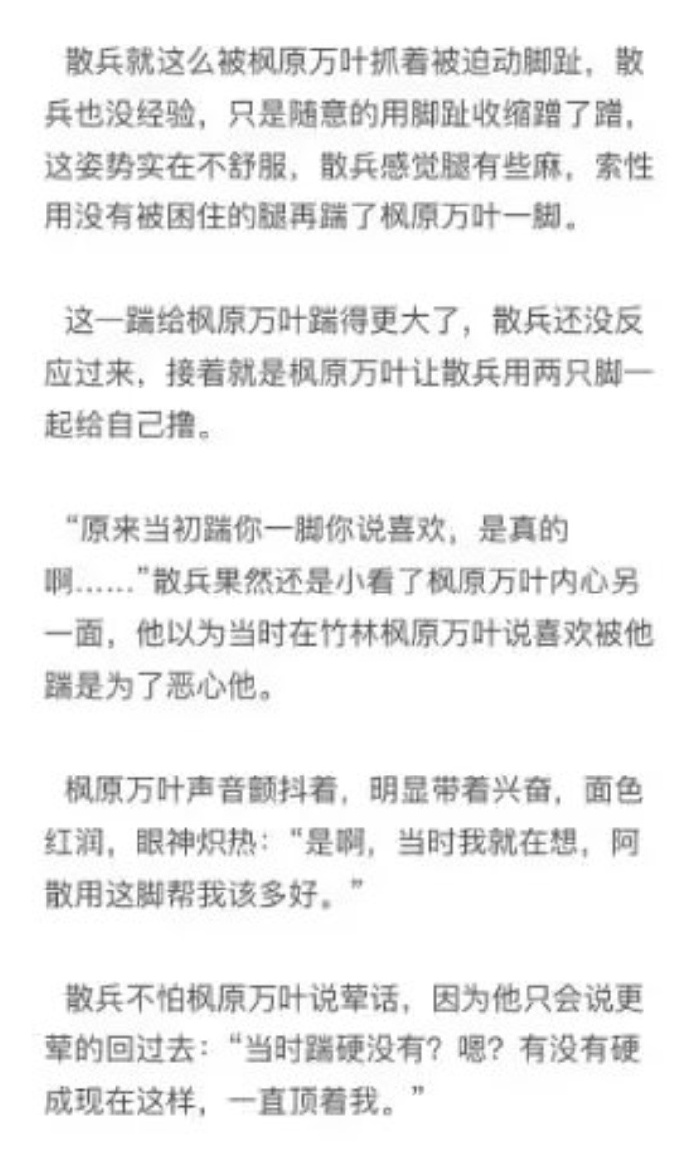 散兵就这么被枫原万叶抓着被迫动脚趾，散
兵也没经验，只是随意的用脚趾收缩蹭了蹭，
这姿势实在不舒服，散兵感觉腿有些麻，索性
用没有被困住的腿再踹了枫原万叶一脚。
这一踹给枫原万叶踹得更大了，散兵还没反
应过来，接着就是枫原万叶让散兵用两只脚一
起给自己撸。
“原来当初踹你一脚你说喜欢，是真的
啊……”散兵果然还是小看了枫原万叶内心另
一面，他以为当时在竹林枫原万叶说喜欢被他
踹是为了恶心他。
枫原万叶声音颤抖着，明显带着兴奋，面色
红润，眼神炽热：“是啊，当时我就在想，阿
散用这脚帮我该多好。”
散兵不怕枫原万叶说荤话，因为他只会说更
荤的回过去：“当时踹硬没有？嗯？有没有硬
成现在这样，一直顶着我。”